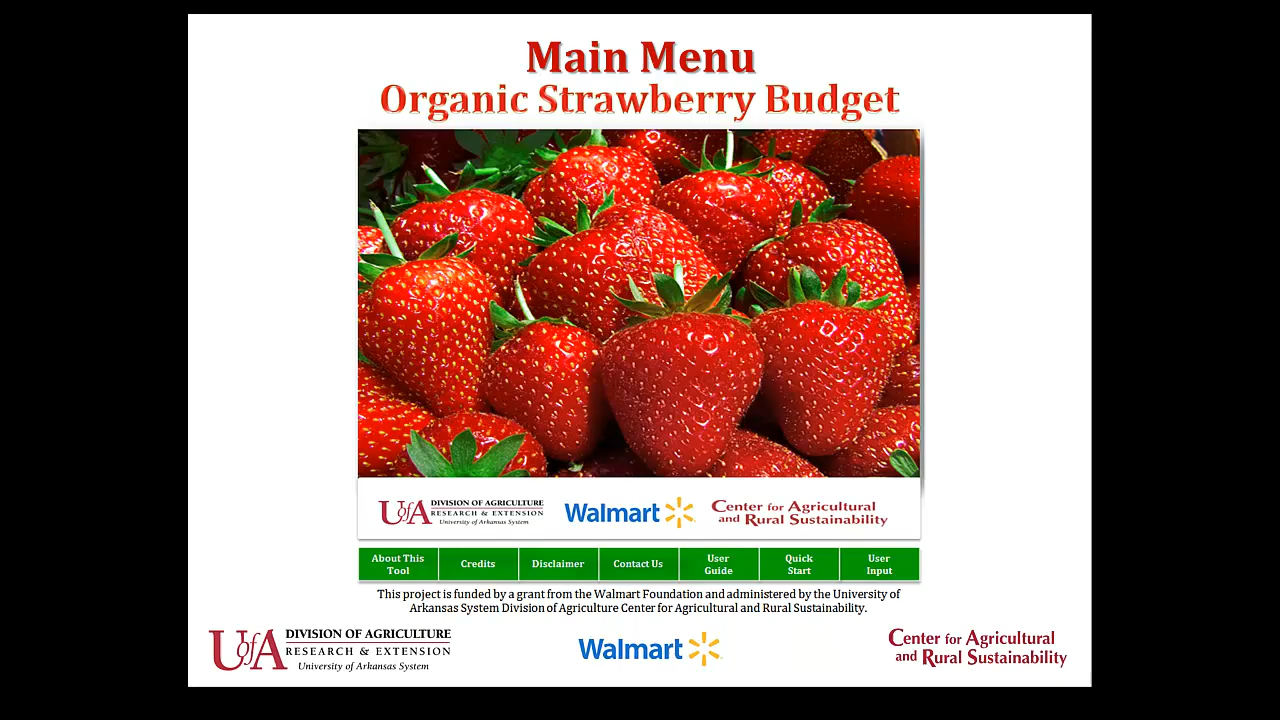 Main Menu
Organic Strawberry Budget
UofA DIVISION OF AGRICULTURE
RESEARCH & EXTENSION
University of Arkansas System
Walmart
Center for Agricultural
and Rural Sustainability
About This
Tool
Credits
Disclaimer
Contact Us
User
Guide
Quick
Start
User
Input
This project is funded by a grant from the Walmart Foundation and administered by the University of
Arkansas System Division of Agriculture Center for Agricultural and Rural Sustainability.
UofA DIVISION OF AGRICULTURE
RESEARCH & EXTENSION
University of Arkansas System
Walmart
Center for Agricultural
and Rural Sustainability